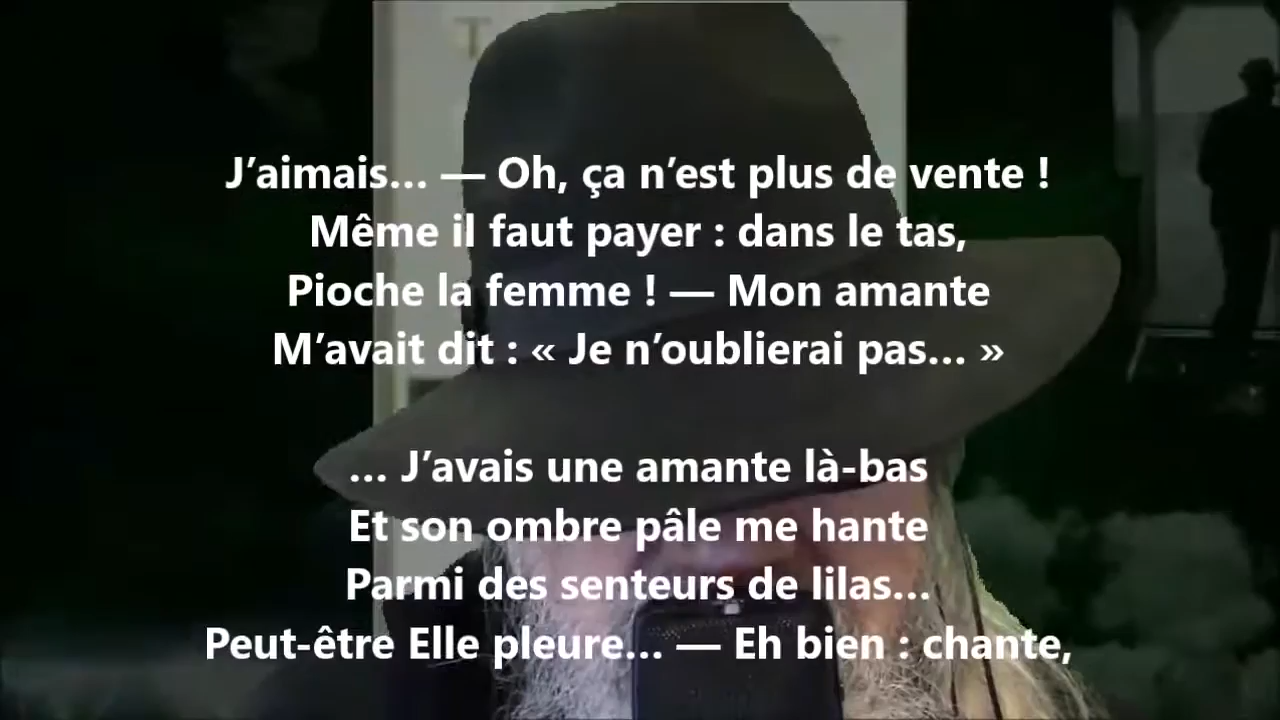 J’aimais… — Oh, ça n’est plus de vente !
Même il faut payer : dans le tas,
Pioche la femme ! — Mon amante
M’avait dit : « Je n’oublierai pas… »
… J’avais une amante là-bas
Et son ombre pâle me hante
Parmi des senteurs de lilas…
Peut-être Elle pleure… — Eh bien : chante,